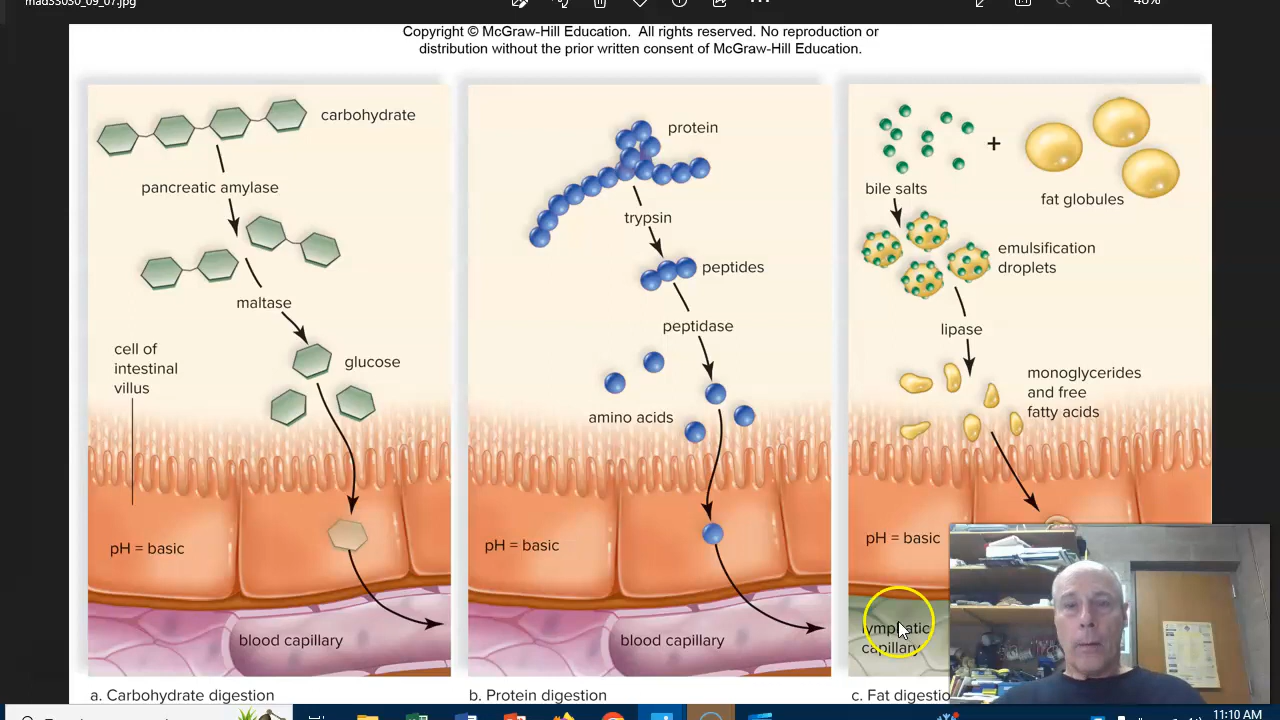 mad33030_09_07.jpg
48%
Copyright © McGraw-Hill Education. All rights reserved. No reproduction or
distribution without the prior written consent of McGraw-Hill Education.
carbohydrate
pancreatic amylase
maltase
glucose
cell of
intestinal
villus
pH = basic
blood capillary
a. Carbohydrate digestion
protein
trypsin
peptides
peptidase
amino acids
pH = basic
blood capillary
b. Protein digestion
+
bile salts
fat globules
emulsification
droplets
lipase
monoglycerides
and free
fatty acids
pH = basic
lymphatic
capillary
c. Fat digestio
11:10 AM